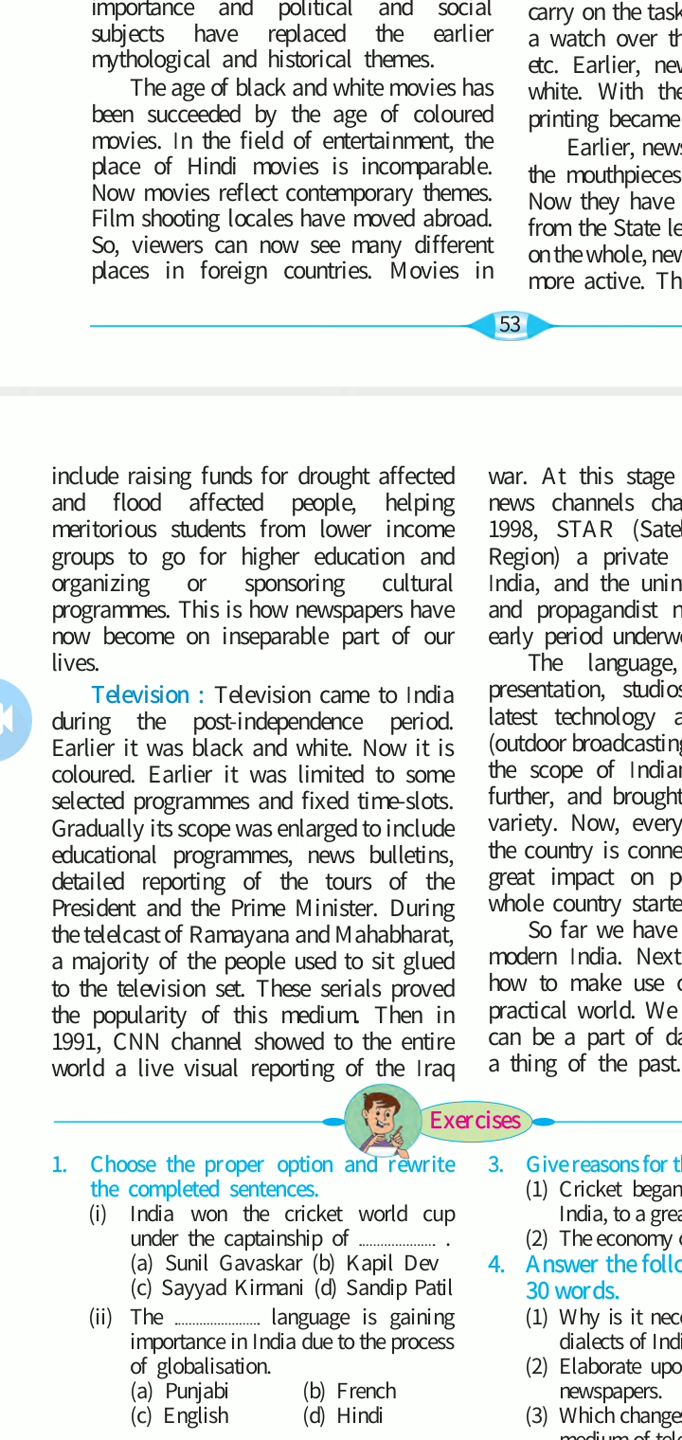 importance and political and social
subjects have replaced the earlier
mythological and historical themes.
The age of black and white movies has
been succeeded by the age of coloured
movies. In the field of entertainment, the
place of Hindi movies is incomparable.
Now movies reflect contemporary themes.
Film shooting locales have moved abroad.
So, viewers can now see many different
places in foreign countries. Movies in
carry on the task
a watch over th
etc. Earlier, new
white. With the
printing became
Earlier, news
the mouthpieces
Now they have
from the State le
on the whole, new
more active. Th
53
include raising funds for drought affected
and flood affected people, helping
meritorious students from lower income
groups to go for higher education and
organizing or sponsoring cultural
programmes. This is how newspapers have
now become on inseparable part of our
lives.
Television : Television came to India
during the post-independence period.
Earlier it was black and white. Now it is
coloured. Earlier it was limited to some
selected programmes and fixed time-slots.
Gradually its scope was enlarged to include
educational programmes, news bulletins,
detailed reporting of the tours of the
President and the Prime Minister. During
the telelcast of Ramayana and Mahabharat,
a majority of the people used to sit glued
to the television set. These serials proved
the popularity of this medium. Then in
1991, CNN channel showed to the entire
world a live visual reporting of the Iraq
war. At this stage
news channels cha
1998, STAR (Satel
Region) a private
India, and the unin
and propagandist n
early period underwe
The language,
presentation, studios
latest technology a
(outdoor broadcasting
the scope of Indian
further, and brought
variety. Now, every
the country is conne
great impact on p
whole country starte
So far we have
modern India. Next
how to make use o
practical world. We
can be a part of da
a thing of the past.
Exercises
1. Choose the proper option and rewrite
the completed sentences.
(i) India won the cricket world cup
under the captainship of ..................... .
(a) Sunil Gavaskar (b) Kapil Dev
(c) Sayyad Kirmani (d) Sandip Patil
(ii) The ....................... language is gaining
importance in India due to the process
of globalisation.
(a) Punjabi (b) French
(c) English (d) Hindi
3. Give reasons for th
(1) Cricket began
India, to a grea
(2) The economy o
4. Answer the follo
30 words.
(1) Why is it nece
dialects of Indi
(2) Elaborate upo
newspapers.
(3) Which changes
medium of tele